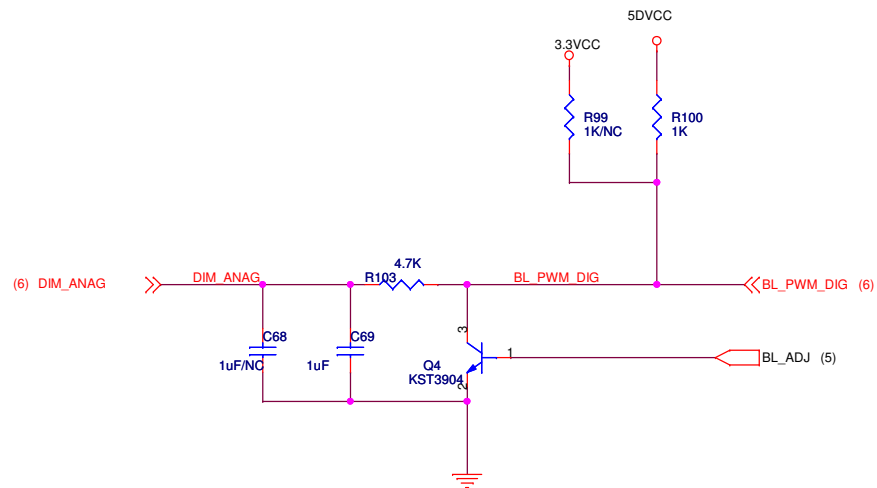 5DVCC
3.3VCC
R99
1K/NC
R100
1K
4.7K
(6) DIM_ANAG
DIM_ANAG
R103
BL_PWM_DIG
BL_PWM_DIG (6)
3
C68
1uF/NC
C69
1uF
Q4
KST3904
1
2
BL_ADJ (5)